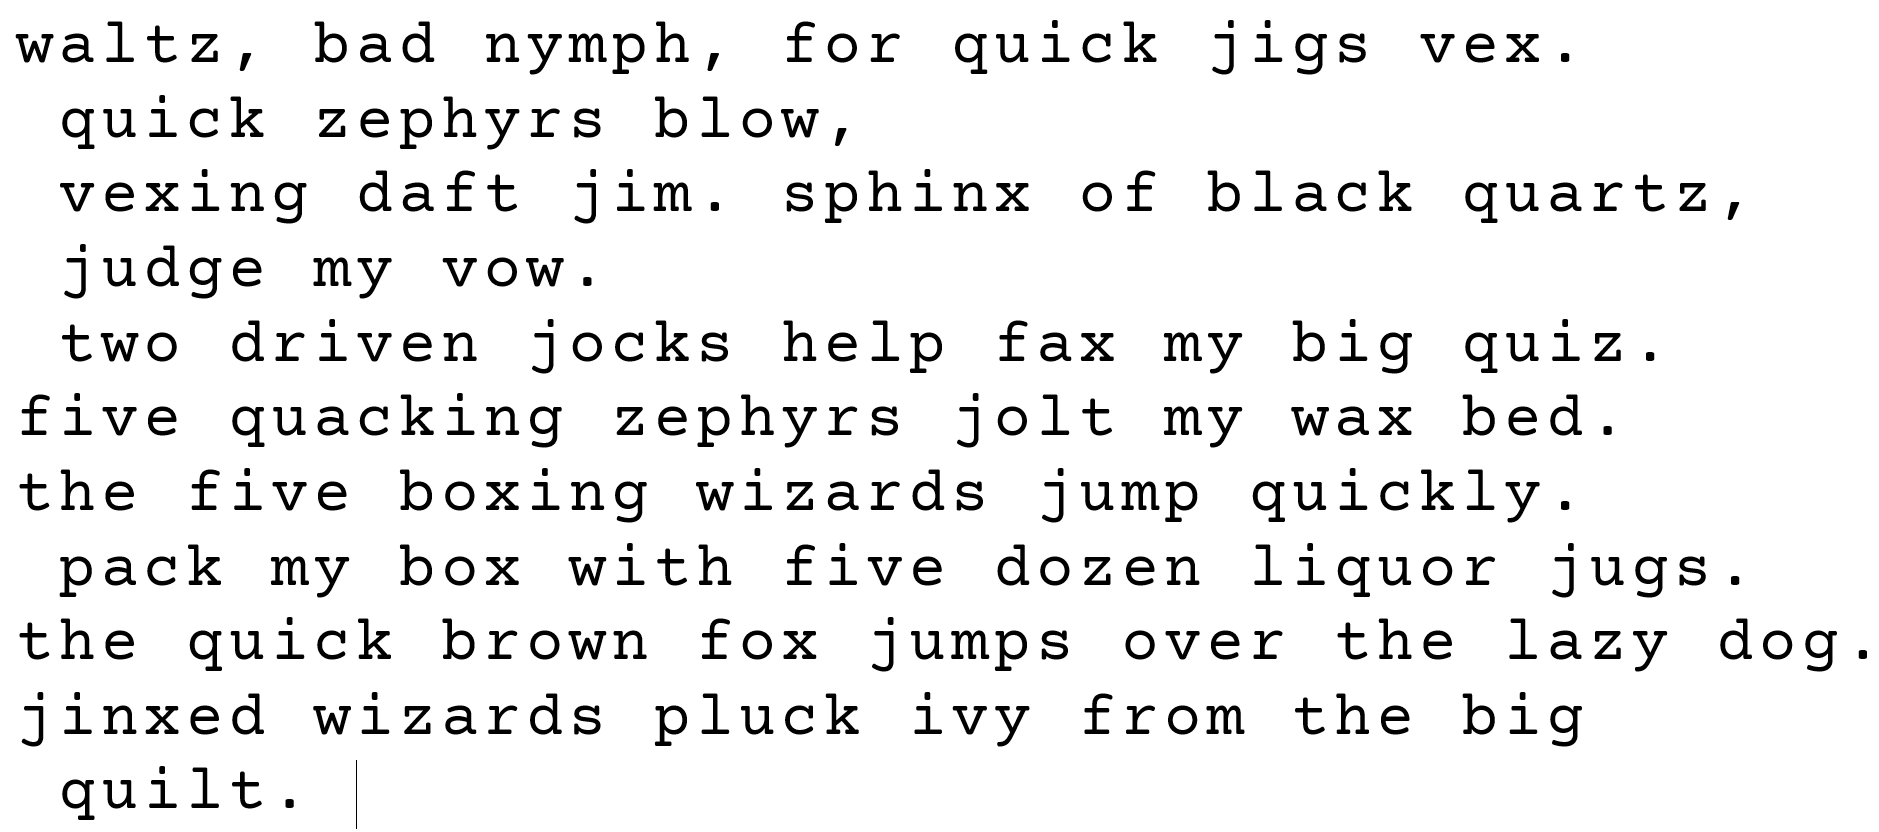 waltz, bad nymph, for quick jigs vex.
quick zephyrs blow,
vexing daft jim. sphinx of black quartz,
judge my vow.
two driven jocks help fax my big quiz.
five quacking zephyrs jolt my wax bed.
the five boxing wizards jump quickly.
pack my box with five dozen liquor jugs.
the quick brown fox jumps over the lazy dog.
jinxed wizards pluck ivy from the big
quilt.